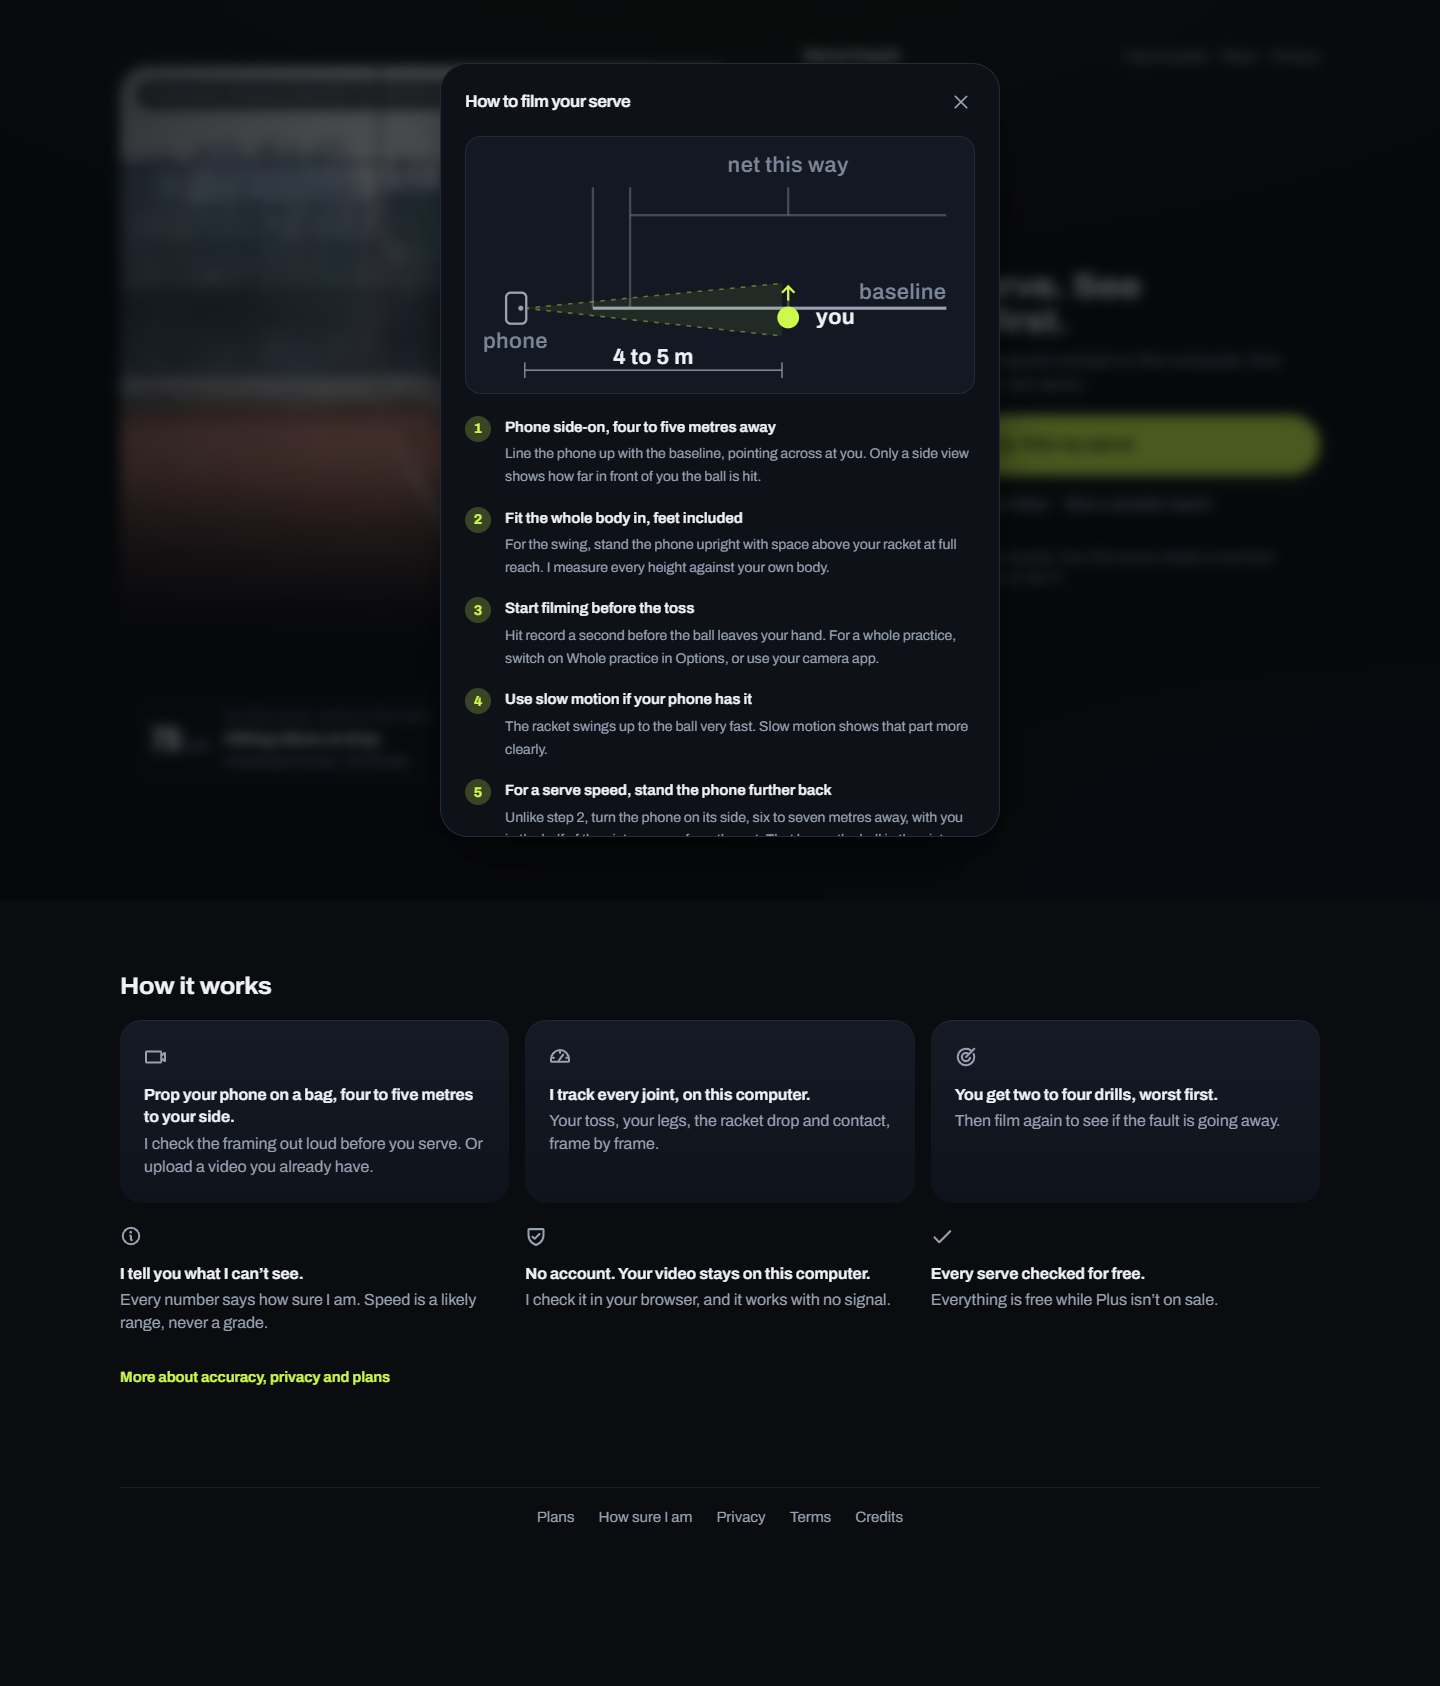 How to film your serve
net this way
baseline
you
phone
4 to 5 m
1
Phone side-on, four to five metres away
Line the phone up with the baseline, pointing across at you. Only a side view
shows how far in front of you the ball is hit.
2
Fit the whole body in, feet included
For the swing, stand the phone upright with space above your racket at full
reach. I measure every height against your own body.
3
Start filming before the toss
Hit record a second before the ball leaves your hand. For a whole practice,
switch on Whole practice in Options, or use your camera app.
4
Use slow motion if your phone has it
The racket swings up to the ball very fast. Slow motion shows that part more
clearly.
5
For a serve speed, stand the phone further back
Unlike step 2, turn the phone on its side, six to seven metres away, with you
How it works
Prop your phone on a bag, four to five metres
to your side.
I check the framing out loud before you serve. Or
upload a video you already have.
I track every joint, on this computer.
Your toss, your legs, the racket drop and contact,
frame by frame.
You get two to four drills, worst first.
Then film again to see if the fault is going away.
I tell you what I can’t see.
Every number says how sure I am. Speed is a likely
range, never a grade.
No account. Your video stays on this computer.
I check it in your browser, and it works with no signal.
Every serve checked for free.
Everything is free while Plus isn’t on sale.
More about accuracy, privacy and plans
Plans
How sure I am
Privacy
Terms
Credits